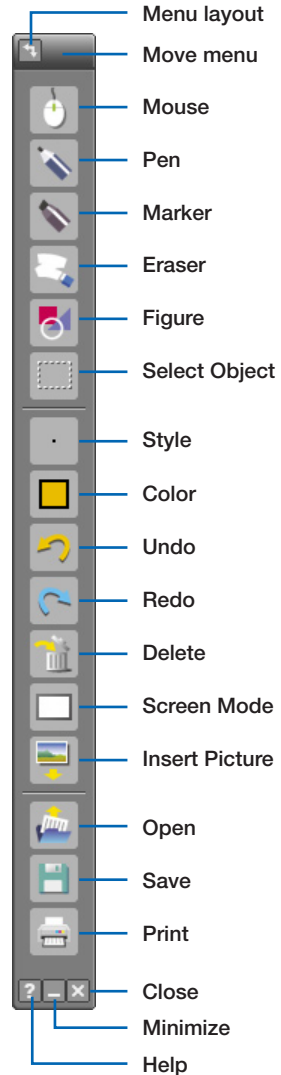 Menu layout
Move menu
Mouse
Pen
Marker
Eraser
Figure
Select Object
Style
Color
Undo
Redo
Delete
Screen Mode
Insert Picture
Open
Save
Print
?
Close
Minimize
Help